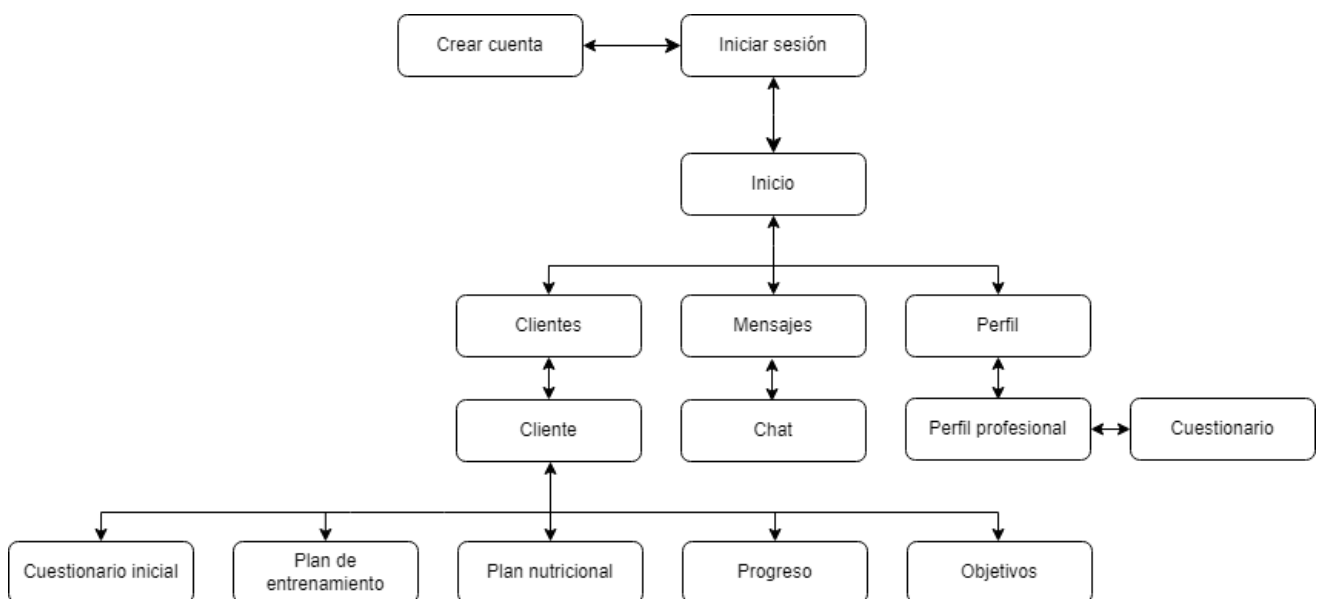 Crear cuenta
Iniciar sesión
Inicio
Clientes
Mensajes
Perfil
Cliente
Chat
Perfil profesional
Cuestionario
Cuestionario inicial
Plan de
entrenamiento
Plan nutricional
Progreso
Objetivos